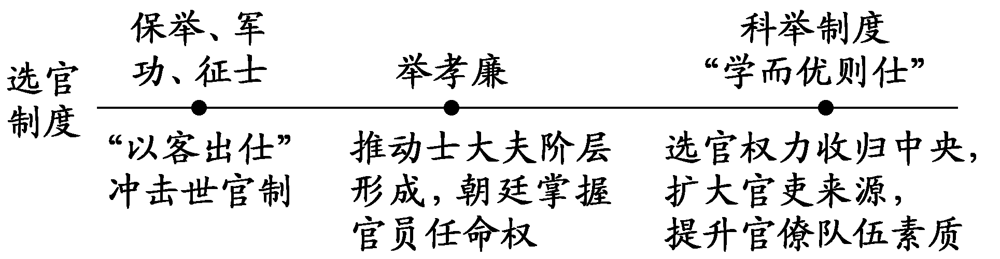 选官
制度
保举、军
功、征士
“以客出仕”
冲击世官制
举孝廉
推动士大夫阶层
形成，朝廷掌握
官员任命权
科举制度
“学而优则仕”
选官权力收归中央，
扩大官吏来源，
提升官僚队伍素质